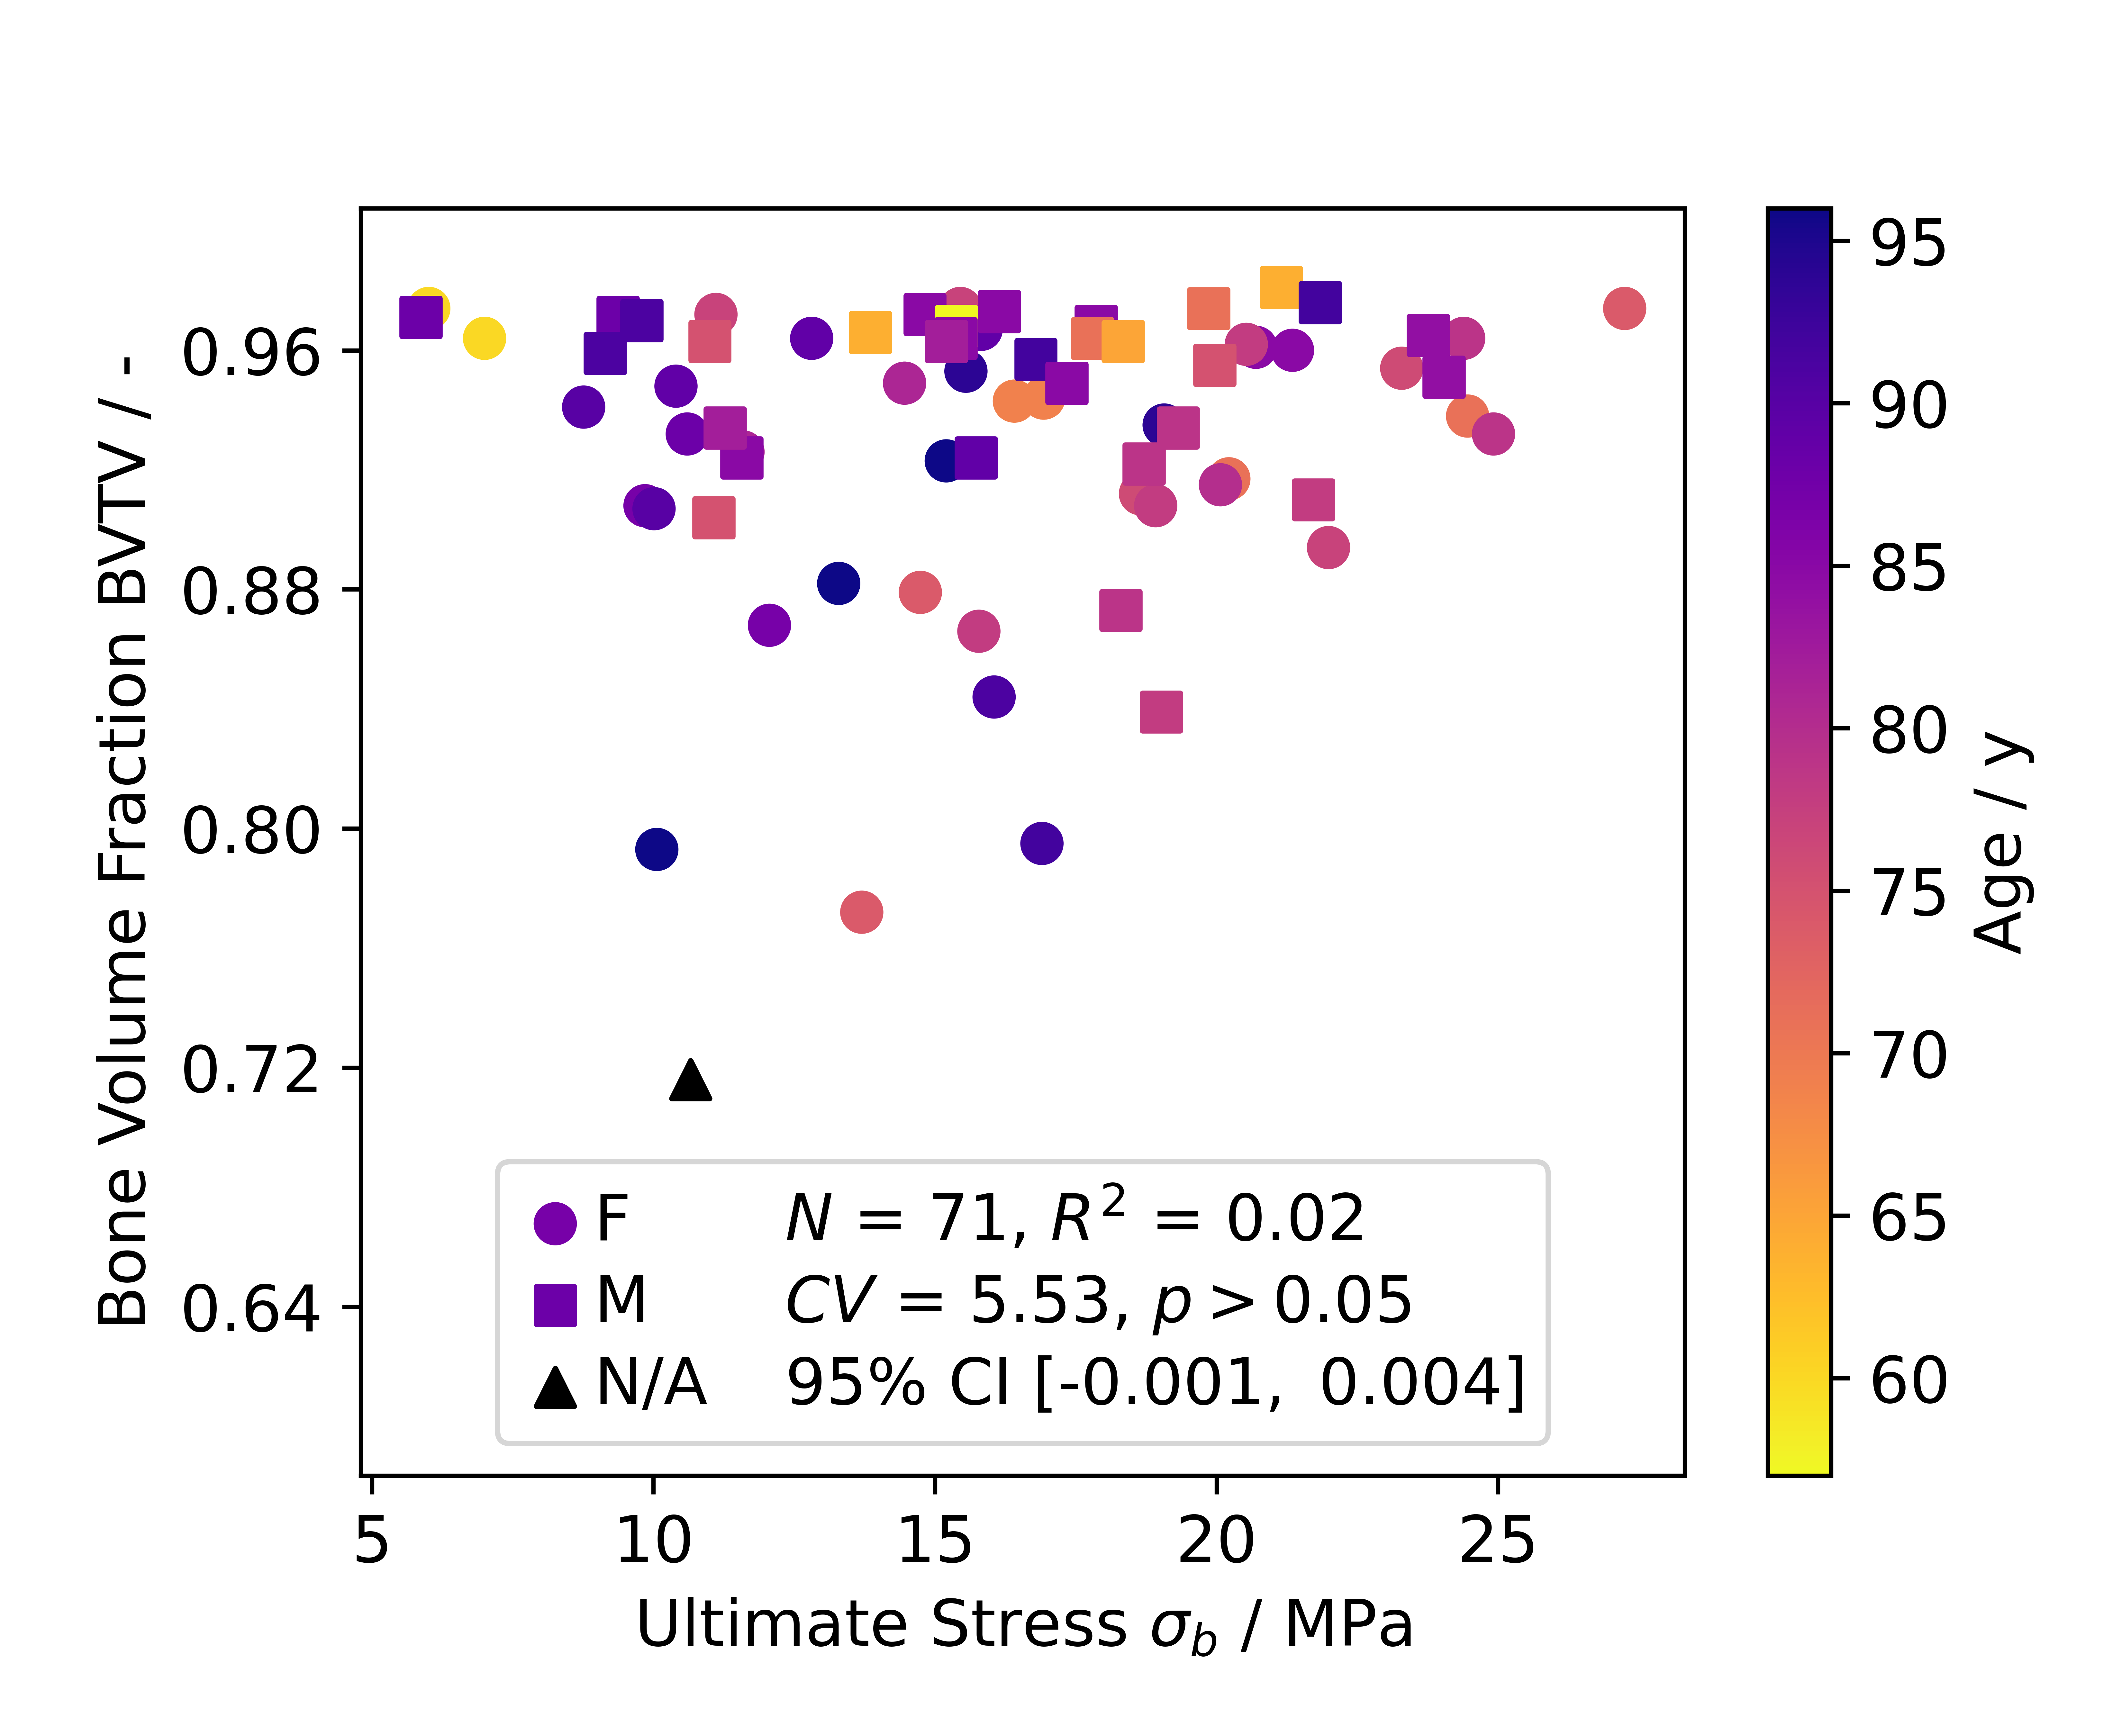 Bone Volume Fraction BVTV / -
0.96
0.88
0.80
0.72
0.64
F
M
N/A
N = 71, R² = 0.02
CV = 5.53, p > 0.05
95% CI [-0.001, 0.004]
5
10
15
20
25
Ultimate Stress σ_b / MPa
95
90
85
80
75
70
65
60
Age / y